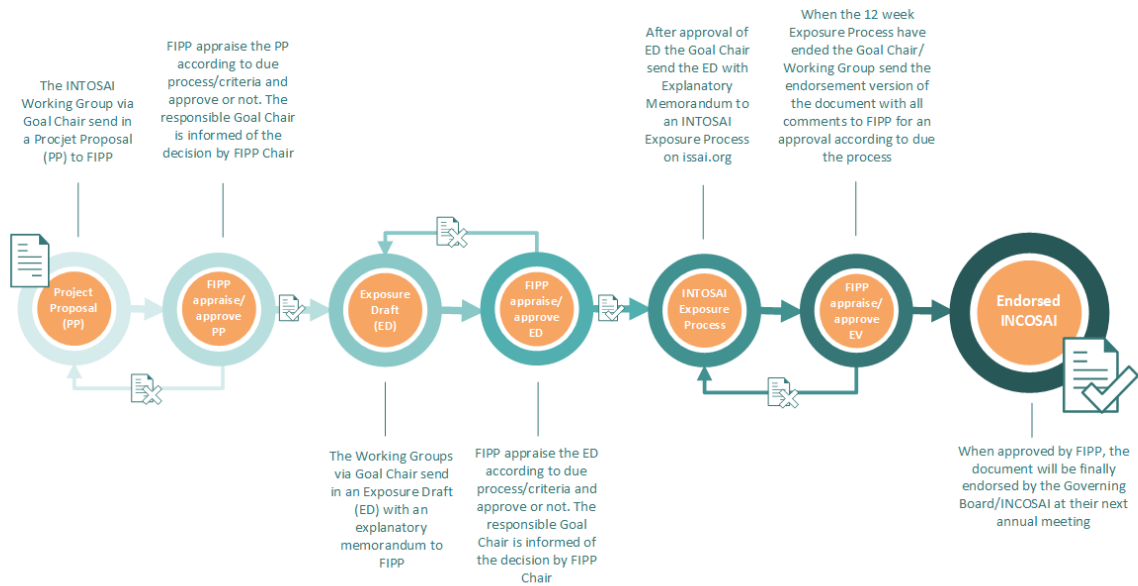 The INTOSAI
Working Group via
Goal Chair send in
a Procjet Proposal
(PP) to FIPP
FIPP appraise the PP
according to due
process/criteria and
approve or not. The
responsible Goal Chair
is informed of the
decision by FIPP Chair
After approval of
ED the Goal Chair
send the ED with
Explanatory
Memorandum to
an INTOSAI
Exposure Process
on issai.org
When the 12 week
Exposure Process have
ended the Goal Chair/
Working Group send the
endorsement version of
the document with all
comments to FIPP for an
approval according to due
the process
Project
Proposal
(PP)
FIPP
appraise/
approve
PP
Exposure
Draft
(ED)
FIPP
appraise/
approve
ED
INTOSAI
Exposure
Process
FIPP
appraise/
approve
EV
Endorsed
INCOSAI
The Working Groups
via Goal Chair send
in an Exposure Draft
(ED) with an
explanatory
memorandum to
FIPP
FIPP appraise the ED
according to due
process/criteria and
approve or not. The
responsible Goal
Chair is informed of
the decision by FIPP
Chair
When approved by FIPP, the
document will be finally
endorsed by the Governing
Board/INCOSAI at their next
annual meeting